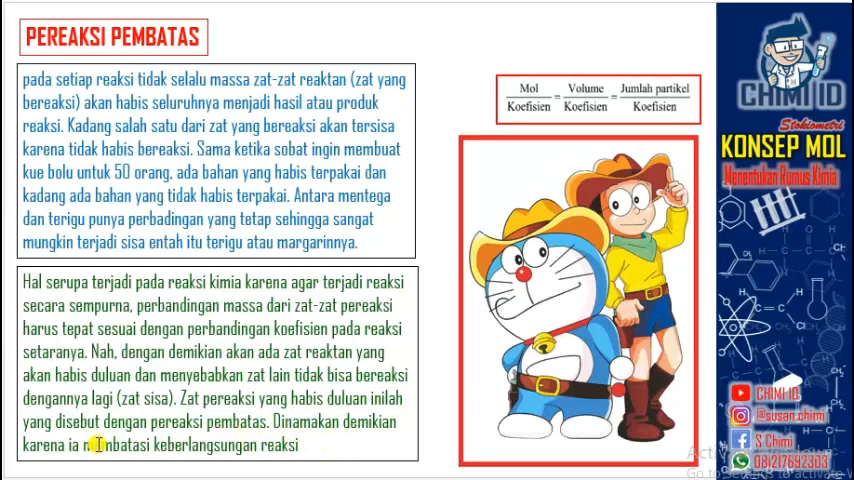 PEREAKSI PEMBATAS
pada setiap reaksi tidak selalu massa zat-zat reaktan (zat yang
bereaksi) akan habis seluruhnya menjadi hasil atau produk
reaksi. Kadang salah satu dari zat yang bereaksi akan tersisa
karena tidak habis bereaksi. Sama ketika sobat ingin membuat
kue bolu untuk 50 orang, ada bahan yang habis terpakai dan
kadang ada bahan yang tidak habis terpakai. Antara mentega
dan terigu punya perbadingan yang tetap sehingga sangat
mungkin terjadi sisa entah itu terigu atau margarinnya.
Hal serupa terjadi pada reaksi kimia karena agar terjadi reaksi
secara sempurna, perbandingan massa dari zat-zat pereaksi
harus tepat sesuai dengan perbandingan koefisien pada reaksi
setaranya. Nah, dengan demikian akan ada zat reaktan yang
akan habis duluan dan menyebabkan zat lain tidak bisa bereaksi
dengannya lagi (zat sisa). Zat pereaksi yang habis duluan inilah
yang disebut dengan pereaksi pembatas. Dinamakan demikian
karena ia membatasi keberlangsungan reaksi
Mol / Koefisien = Volume / Koefisien = Jumlah partikel / Koefisien
CHIMI ID
Stokiometri
KONSEP MOL
Menentukan Rumus Kimia
CHIMI ID
@susan.chimi
S Chimi
081217692303